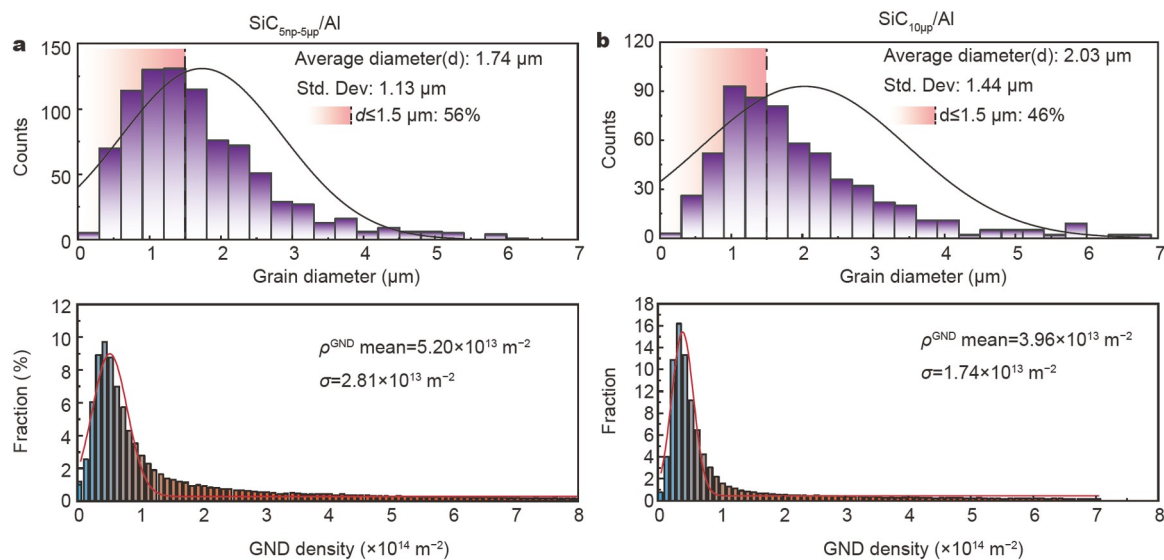 SiC5np-5μp/Al
a
150
100
50
0
Counts
Average diameter(d): 1.74 μm
Std. Dev: 1.13 μm
d≤1.5 μm: 56%
0 1 2 3 4 5 6 7
Grain diameter (μm)
SiC10μp/Al
b
120
90
60
30
0
Counts
Average diameter(d): 2.03 μm
Std. Dev: 1.44 μm
d≤1.5 μm: 46%
0 1 2 3 4 5 6 7
Grain diameter (μm)
12
10
8
6
4
2
0
Fraction (%)
ρGND mean=5.20×10¹³ m⁻²
σ=2.81×10¹³ m⁻²
0 1 2 3 4 5 6 7 8
GND density (×10¹⁴ m⁻²)
18
16
14
12
10
8
6
4
2
0
Fraction
ρGND mean=3.96×10¹³ m⁻²
σ=1.74×10¹³ m⁻²
0 1 2 3 4 5 6 7 8
GND density (×10¹⁴ m⁻²)